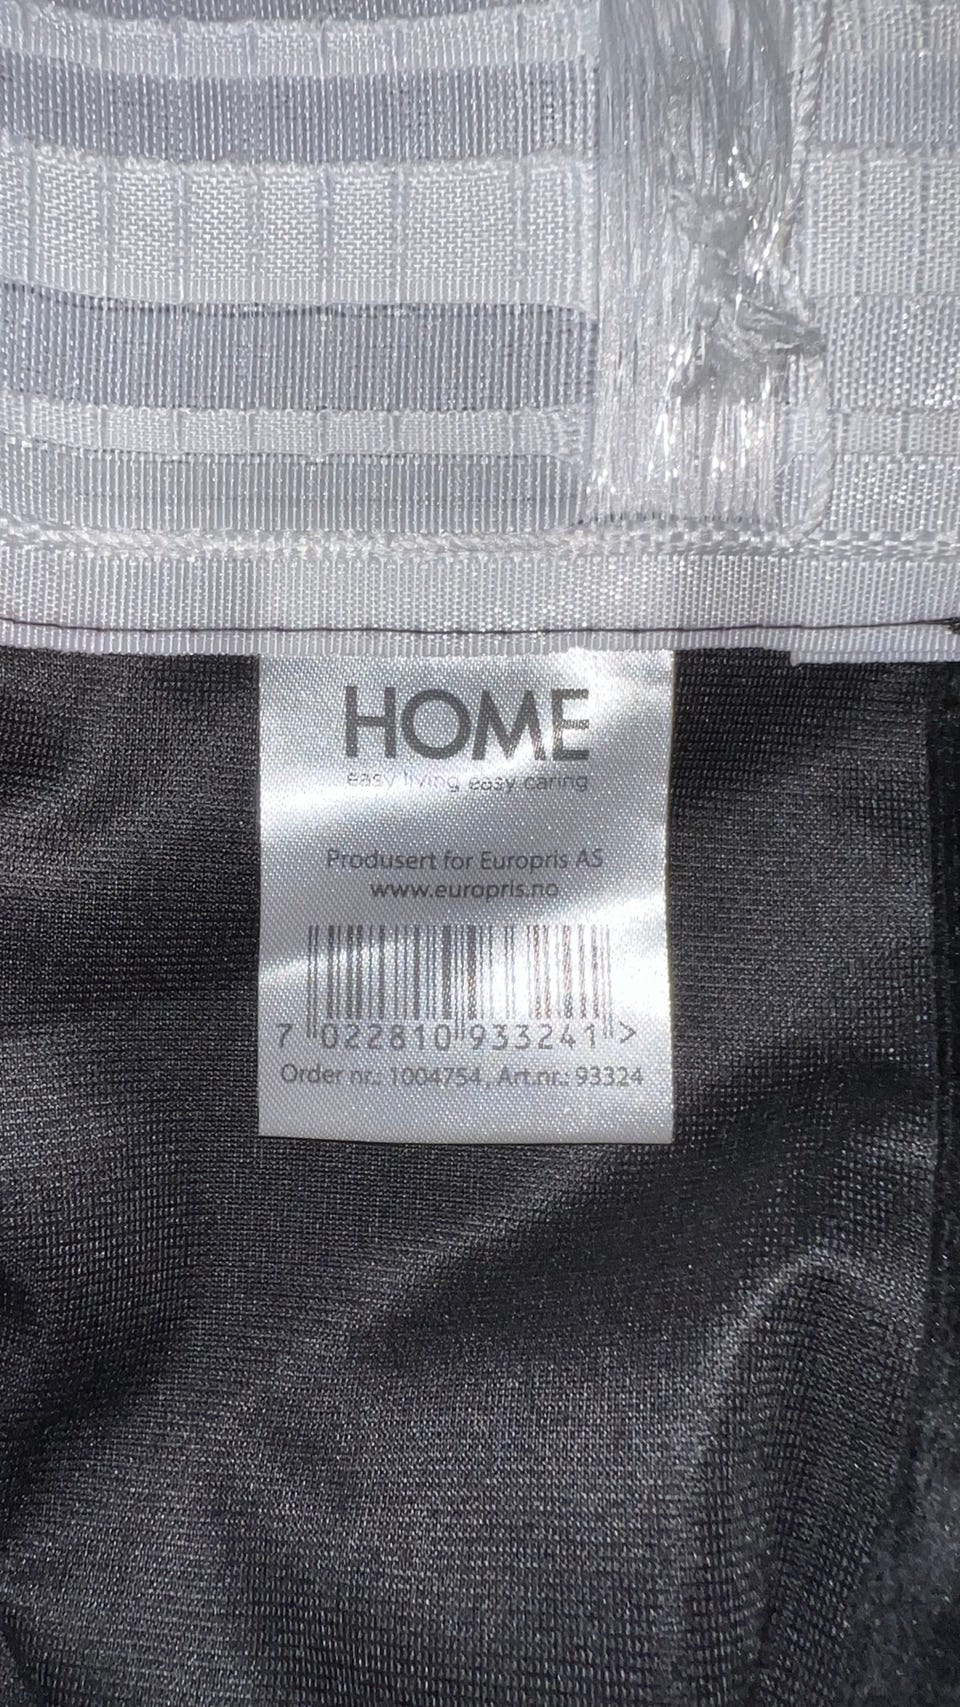 HOME
easy living easy caring
Produsert for Europris AS
www.europris.no
7 022810 933241 >
Order nr.: 1004754, Art.nr.: 93324